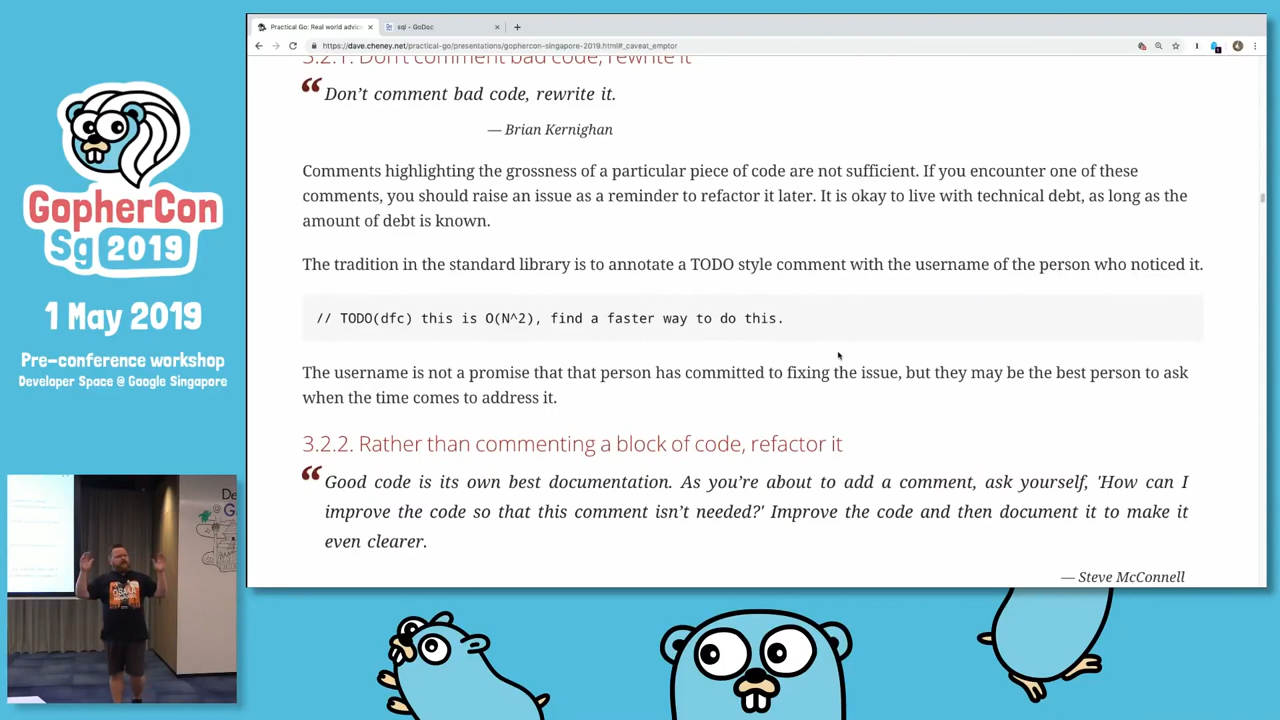 Practical Go: Real world advic
sql - GoDoc
https://dave.cheney.net/practical-go/presentations/gophercon-singapore-2019.html#_caveat_emptor
3.2.1. Don't comment bad code, rewrite it
“ Don’t comment bad code, rewrite it.
— Brian Kernighan
Comments highlighting the grossness of a particular piece of code are not sufficient. If you encounter one of these
comments, you should raise an issue as a reminder to refactor it later. It is okay to live with technical debt, as long as the
amount of debt is known.
The tradition in the standard library is to annotate a TODO style comment with the username of the person who noticed it.
// TODO(dfc) this is O(N^2), find a faster way to do this.
The username is not a promise that that person has committed to fixing the issue, but they may be the best person to ask
when the time comes to address it.
3.2.2. Rather than commenting a block of code, refactor it
“ Good code is its own best documentation. As you’re about to add a comment, ask yourself, 'How can I
improve the code so that this comment isn’t needed?' Improve the code and then document it to make it
even clearer.
— Steve McConnell
GopherCon
Sg 2019
1 May 2019
Pre-conference workshop
Developer Space @ Google Singapore